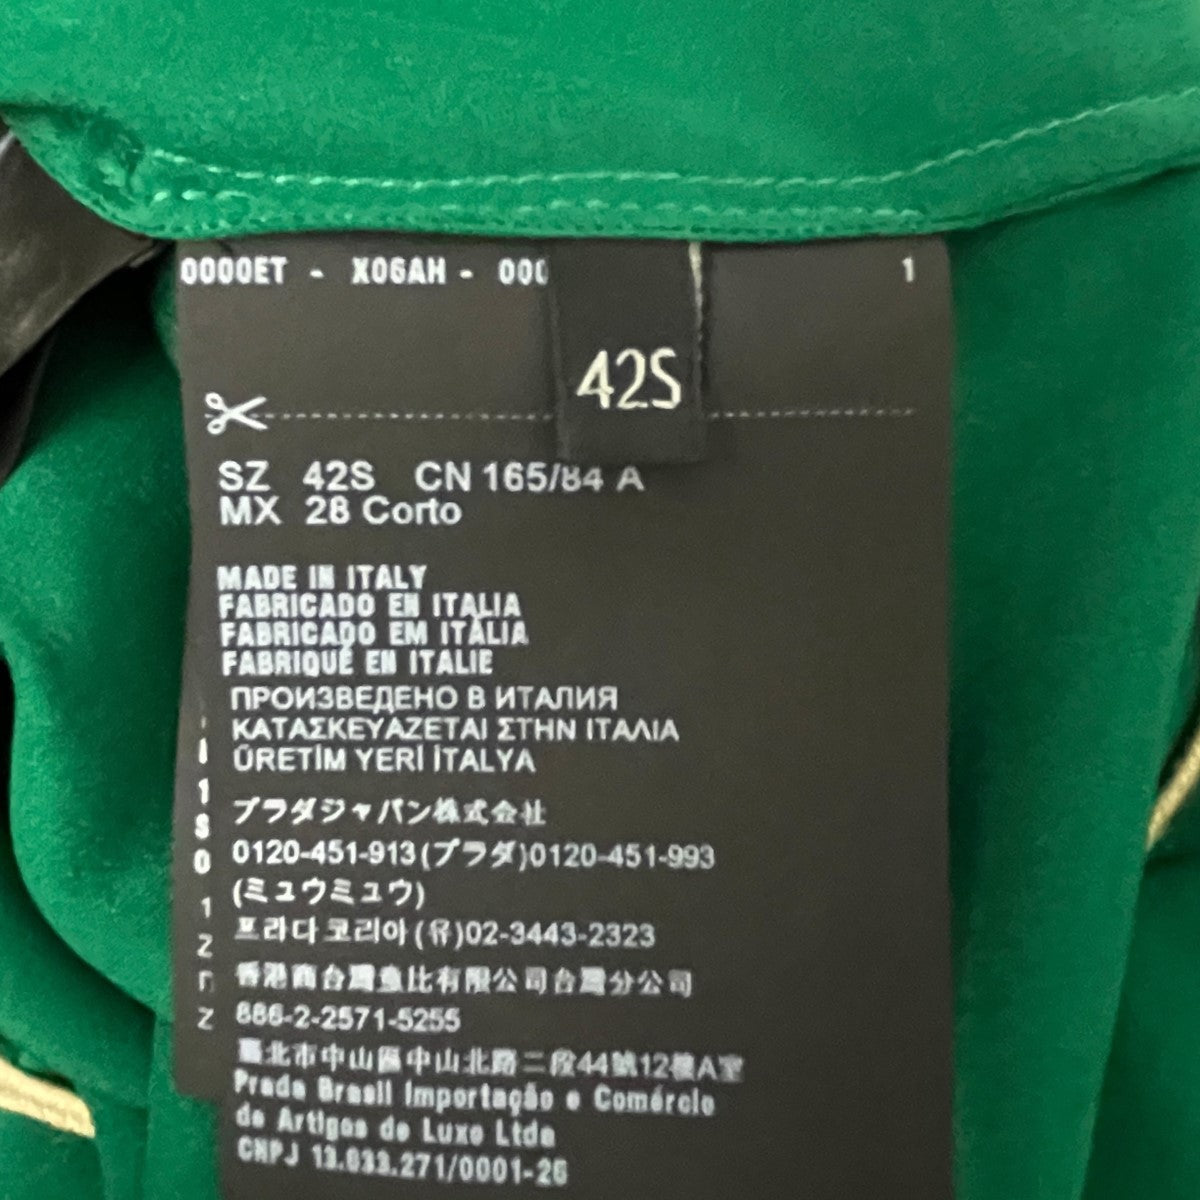 0000ET - X06AH - 000
1
42S
SZ 42S CN 165/84 A
MX 28 Corto
MADE IN ITALY
FABRICADO EN ITALIA
FABRICADO EM ITÁLIA
FABRIQUÉ EN ITALIE
ПРОИЗВЕДЕНО В ИТАЛИЯ
ΚΑΤΑΣΚΕΥΑΖΕΤΑΙ ΣΤΗΝ ΙΤΑΛΙΑ
ÜRETİM YERİ İTALYA
プラダジャパン株式会社
0120-451-913(プラダ)0120-451-993
(ミュウミュウ)
프라다코리아(유)02-3443-2323
香港商台灣魚比有限公司台灣分公司
886-2-2571-5255
臺北市中山區中山北路二段44號12樓A室
Prada Brasil Importação e Comércio
de Artigos de Luxo Ltda
CNPJ 13.033.271/0001-26